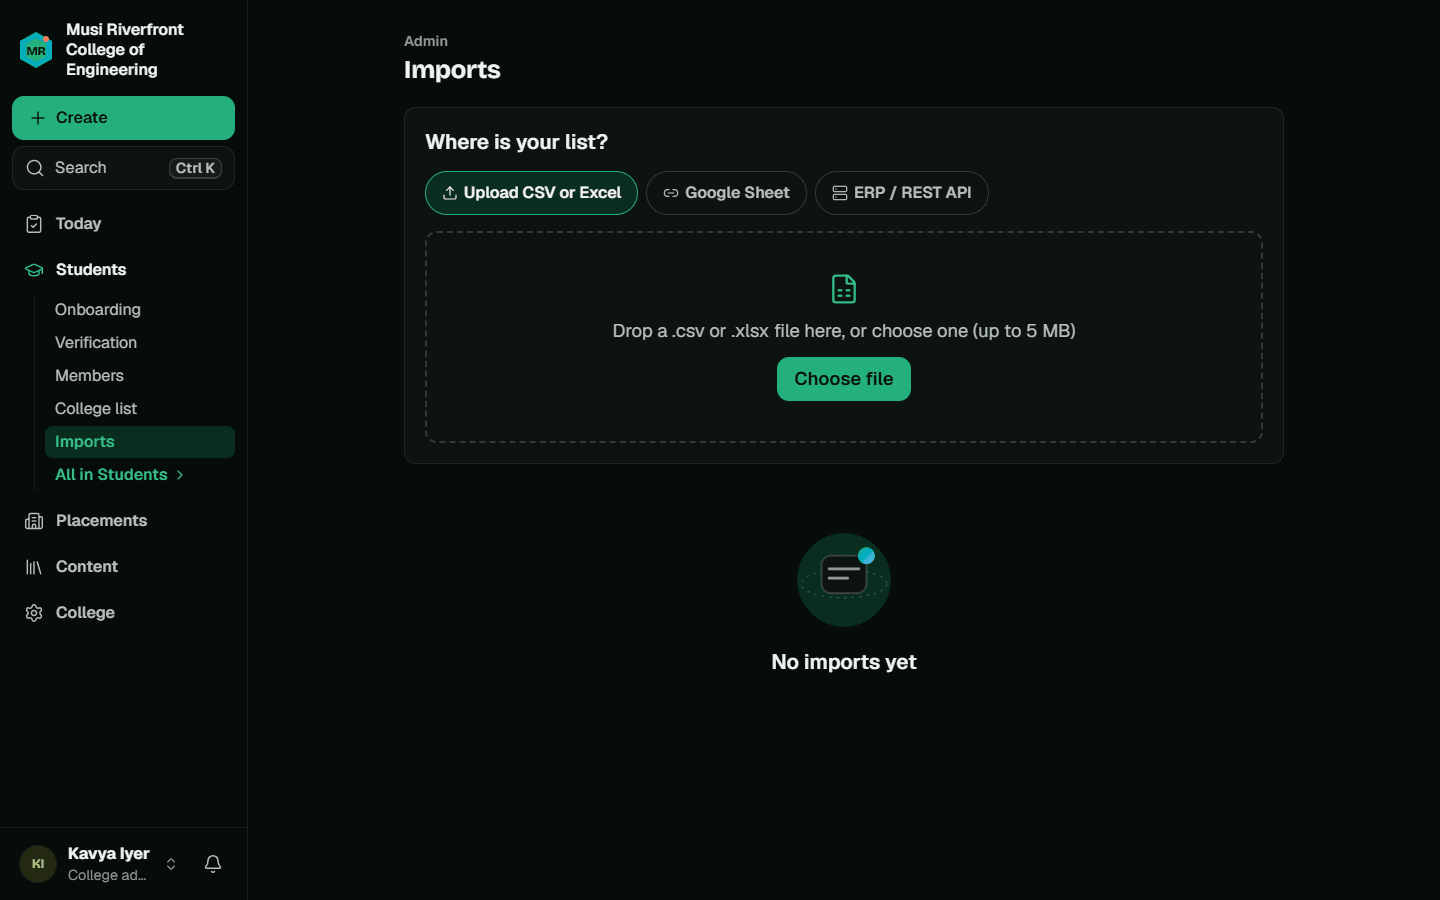 MR
Musi Riverfront
College of
Engineering
Create
Search
Ctrl K
Today
Students
Onboarding
Verification
Members
College list
Imports
All in Students
Placements
Content
College
KI
Kavya Iyer
College ad...
Admin
Imports
Where is your list?
Upload CSV or Excel
Google Sheet
ERP / REST API
Drop a .csv or .xlsx file here, or choose one (up to 5 MB)
Choose file
No imports yet